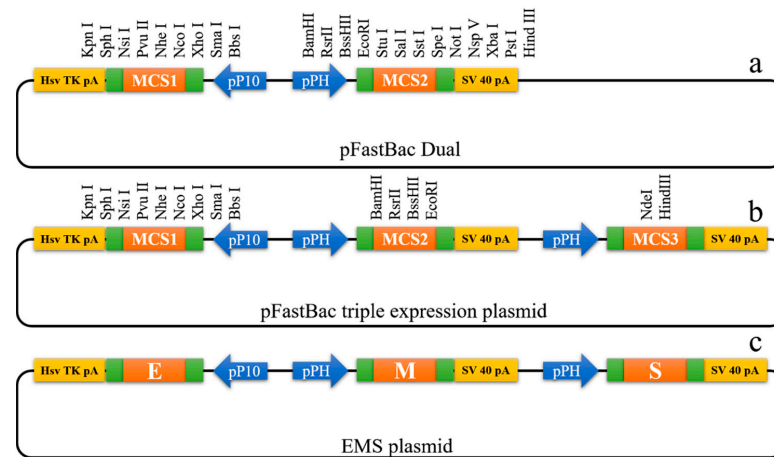 Kpn I
Sph I
Nsi I
Pvu II
Nhe I
Nco I
Xho I
Sma I
Bbs I
BamHI
RsrII
BssHII
EcoRI
Stu I
Sal I
Sst I
Spe I
Not I
Nsp V
Xba I
Pst I
Hind III
a
Hsv TK pA MCS1 pP10 pPH MCS2 SV 40 pA
pFastBac Dual
Kpn I
Sph I
Nsi I
Pvu II
Nhe I
Nco I
Xho I
Sma I
Bbs I
BamHI
RsrII
BssHII
EcoRI
NdeI
HindIII
b
Hsv TK pA MCS1 pP10 pPH MCS2 SV 40 pA pPH MCS3 SV 40 pA
pFastBac triple expression plasmid
c
Hsv TK pA E pP10 pPH M SV 40 pA pPH S SV 40 pA
EMS plasmid